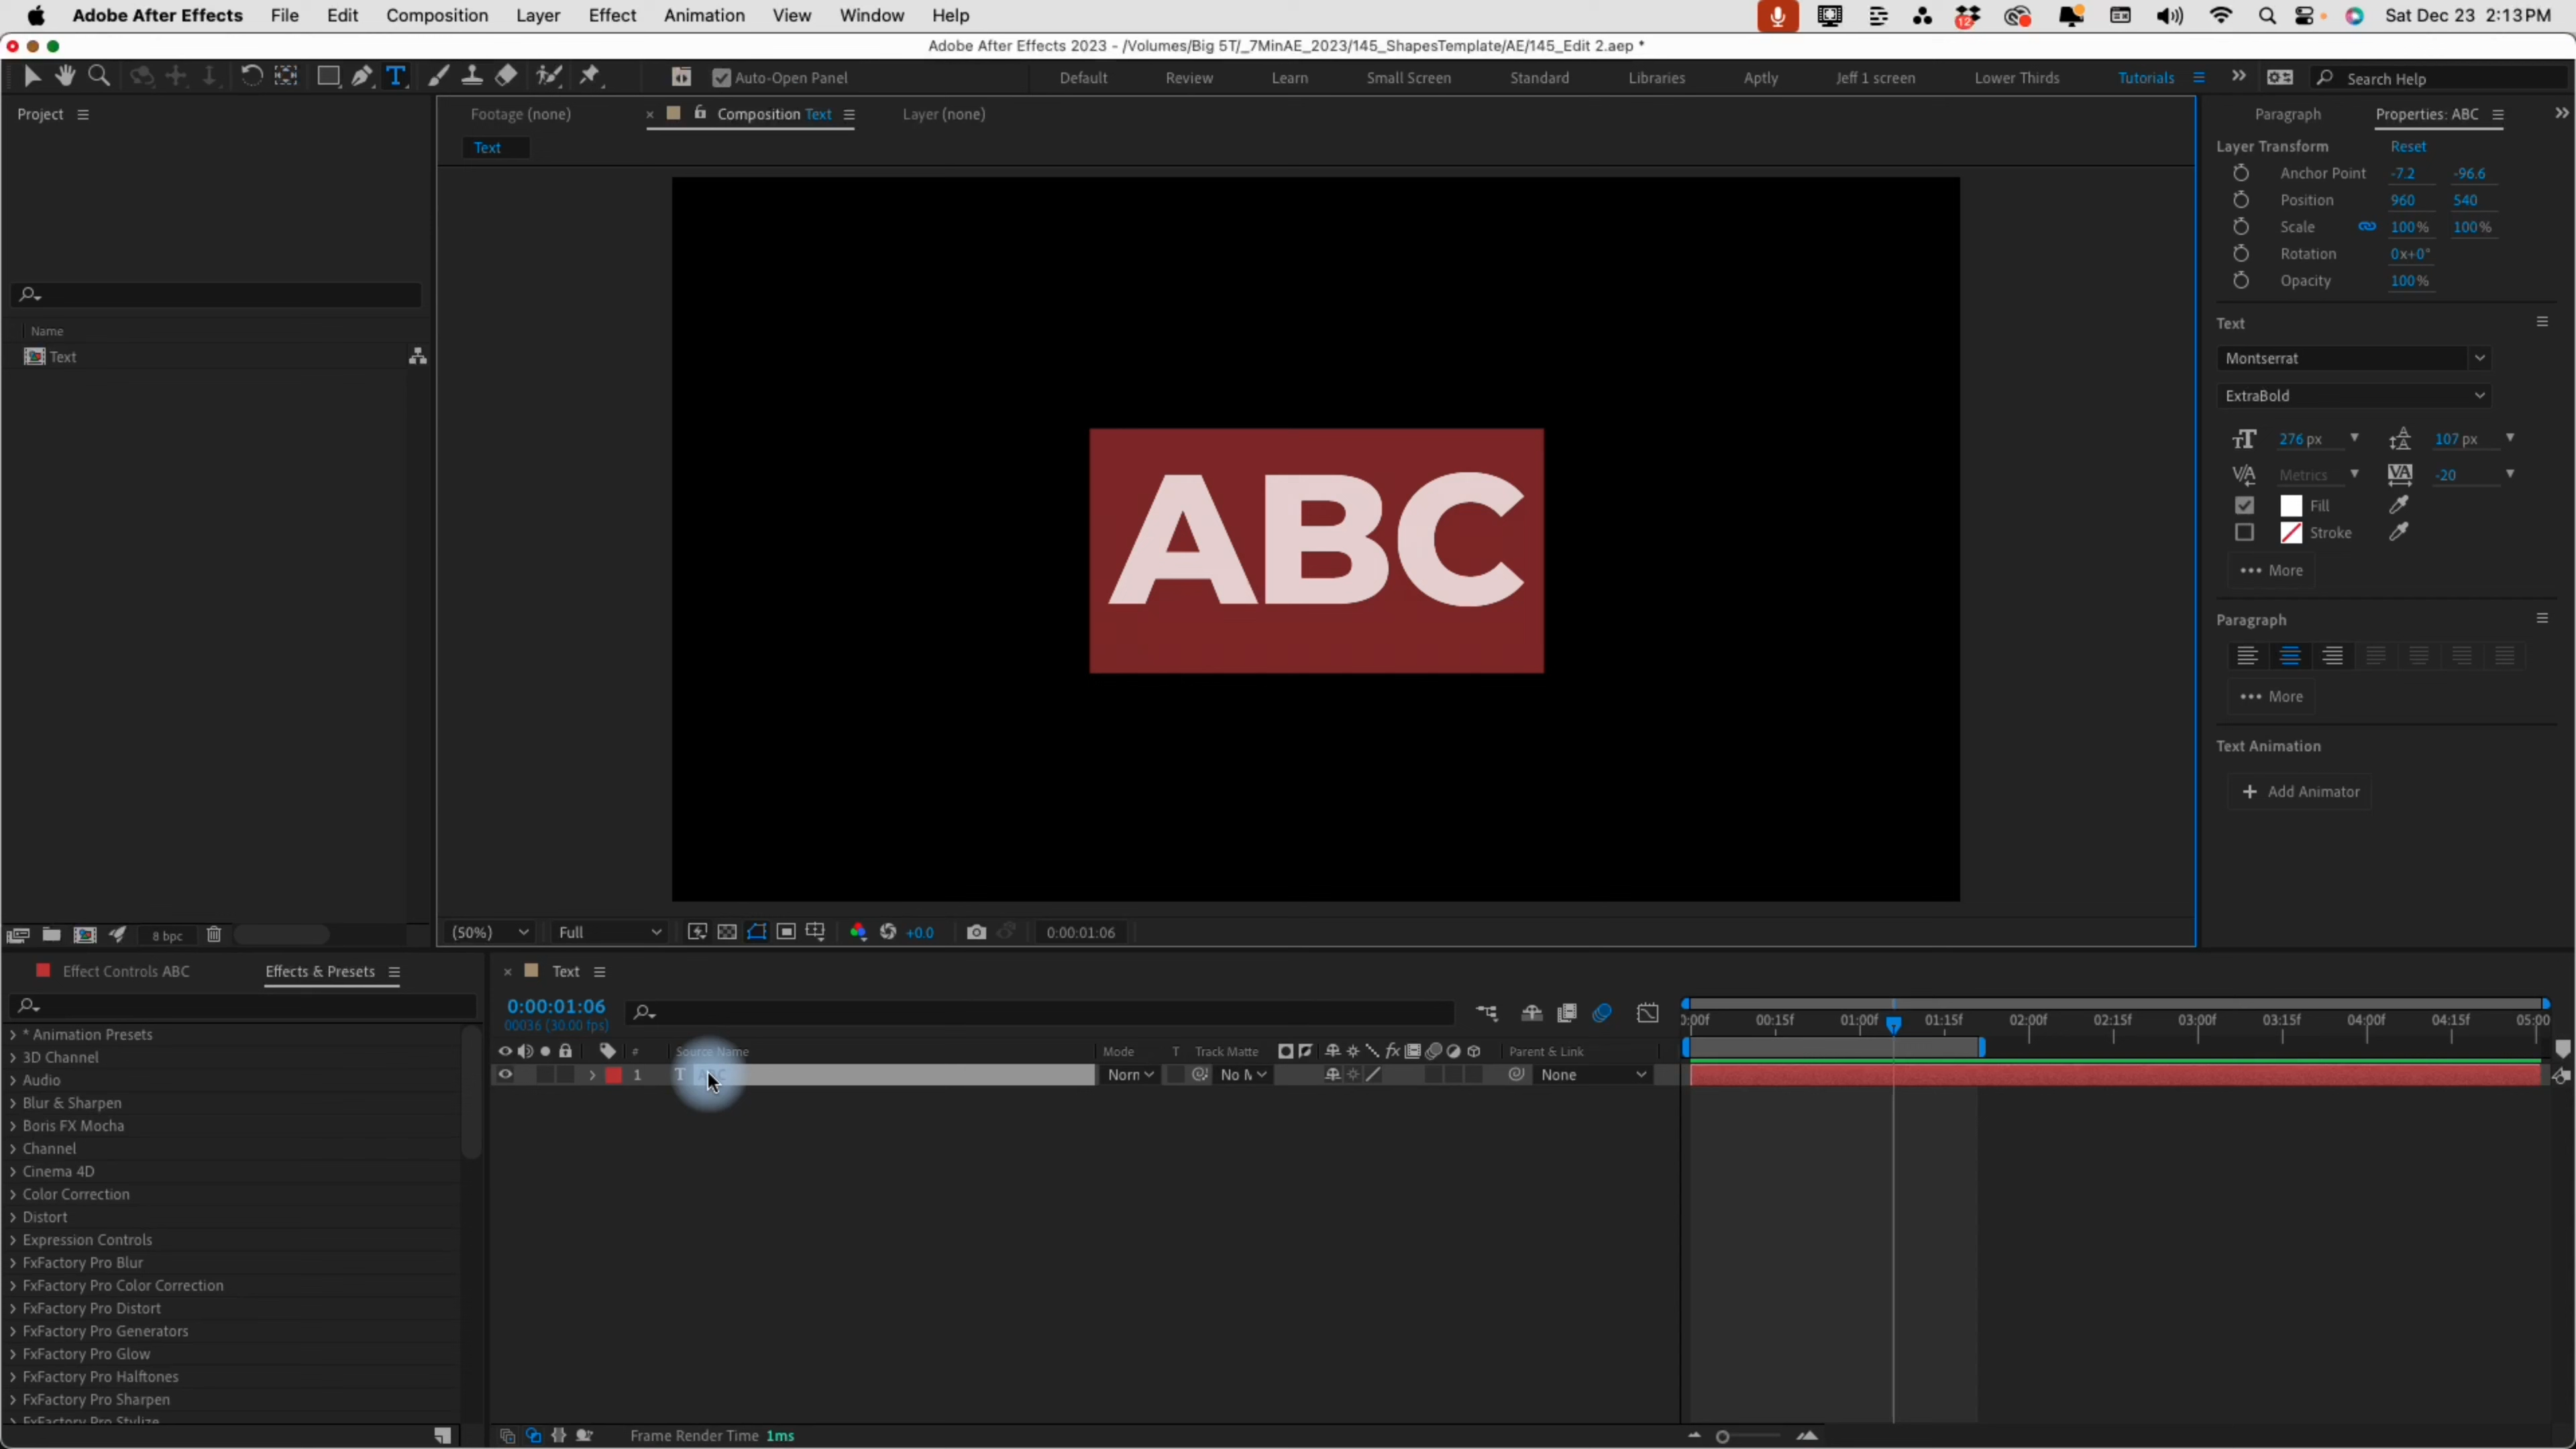 Adobe After Effects File Edit Composition Layer Effect Animation View Window Help 12 Sat Dec 23 2:13 PM
Adobe After Effects 2023 - /Volumes/Big 5T/_7MinAE_2023/145_ShapesTemplate/AE/145_Edit 2.aep *
Auto-Open Panel Default Review Learn Small Screen Standard Libraries Aptly Jeff 1 screen Lower Thirds Tutorials Search Help
Project
Name
Text
Footage (none) Composition Text Layer (none)
Text
ABC
(50%) Full +0.0 0:00:01:06
8 bpc
Paragraph Properties: ABC
Layer Transform Reset
Anchor Point -7.2 -96.6
Position 960 540
Scale 100% 100%
Rotation 0x+0°
Opacity 100%
Text
Montserrat
ExtraBold
276 px 107 px
Metrics -20
Fill
Stroke
More
Paragraph
More
Text Animation
Add Animator
Effect Controls ABC Effects & Presets
* Animation Presets
3D Channel
Audio
Blur & Sharpen
Boris FX Mocha
Channel
Cinema 4D
Color Correction
Distort
Expression Controls
FxFactory Pro Blur
FxFactory Pro Color Correction
FxFactory Pro Distort
FxFactory Pro Generators
FxFactory Pro Glow
FxFactory Pro Halftones
FxFactory Pro Sharpen
FxFactory Pro Stylize
Text
0:00:01:06
00036 (30.00 fps)
# Source Name Mode T Track Matte Parent & Link
1 ABC Norm No M None
0:00f 00:15f 01:00f 01:15f 02:00f 02:15f 03:00f 03:15f 04:00f 04:15f 05:00
Frame Render Time 1ms